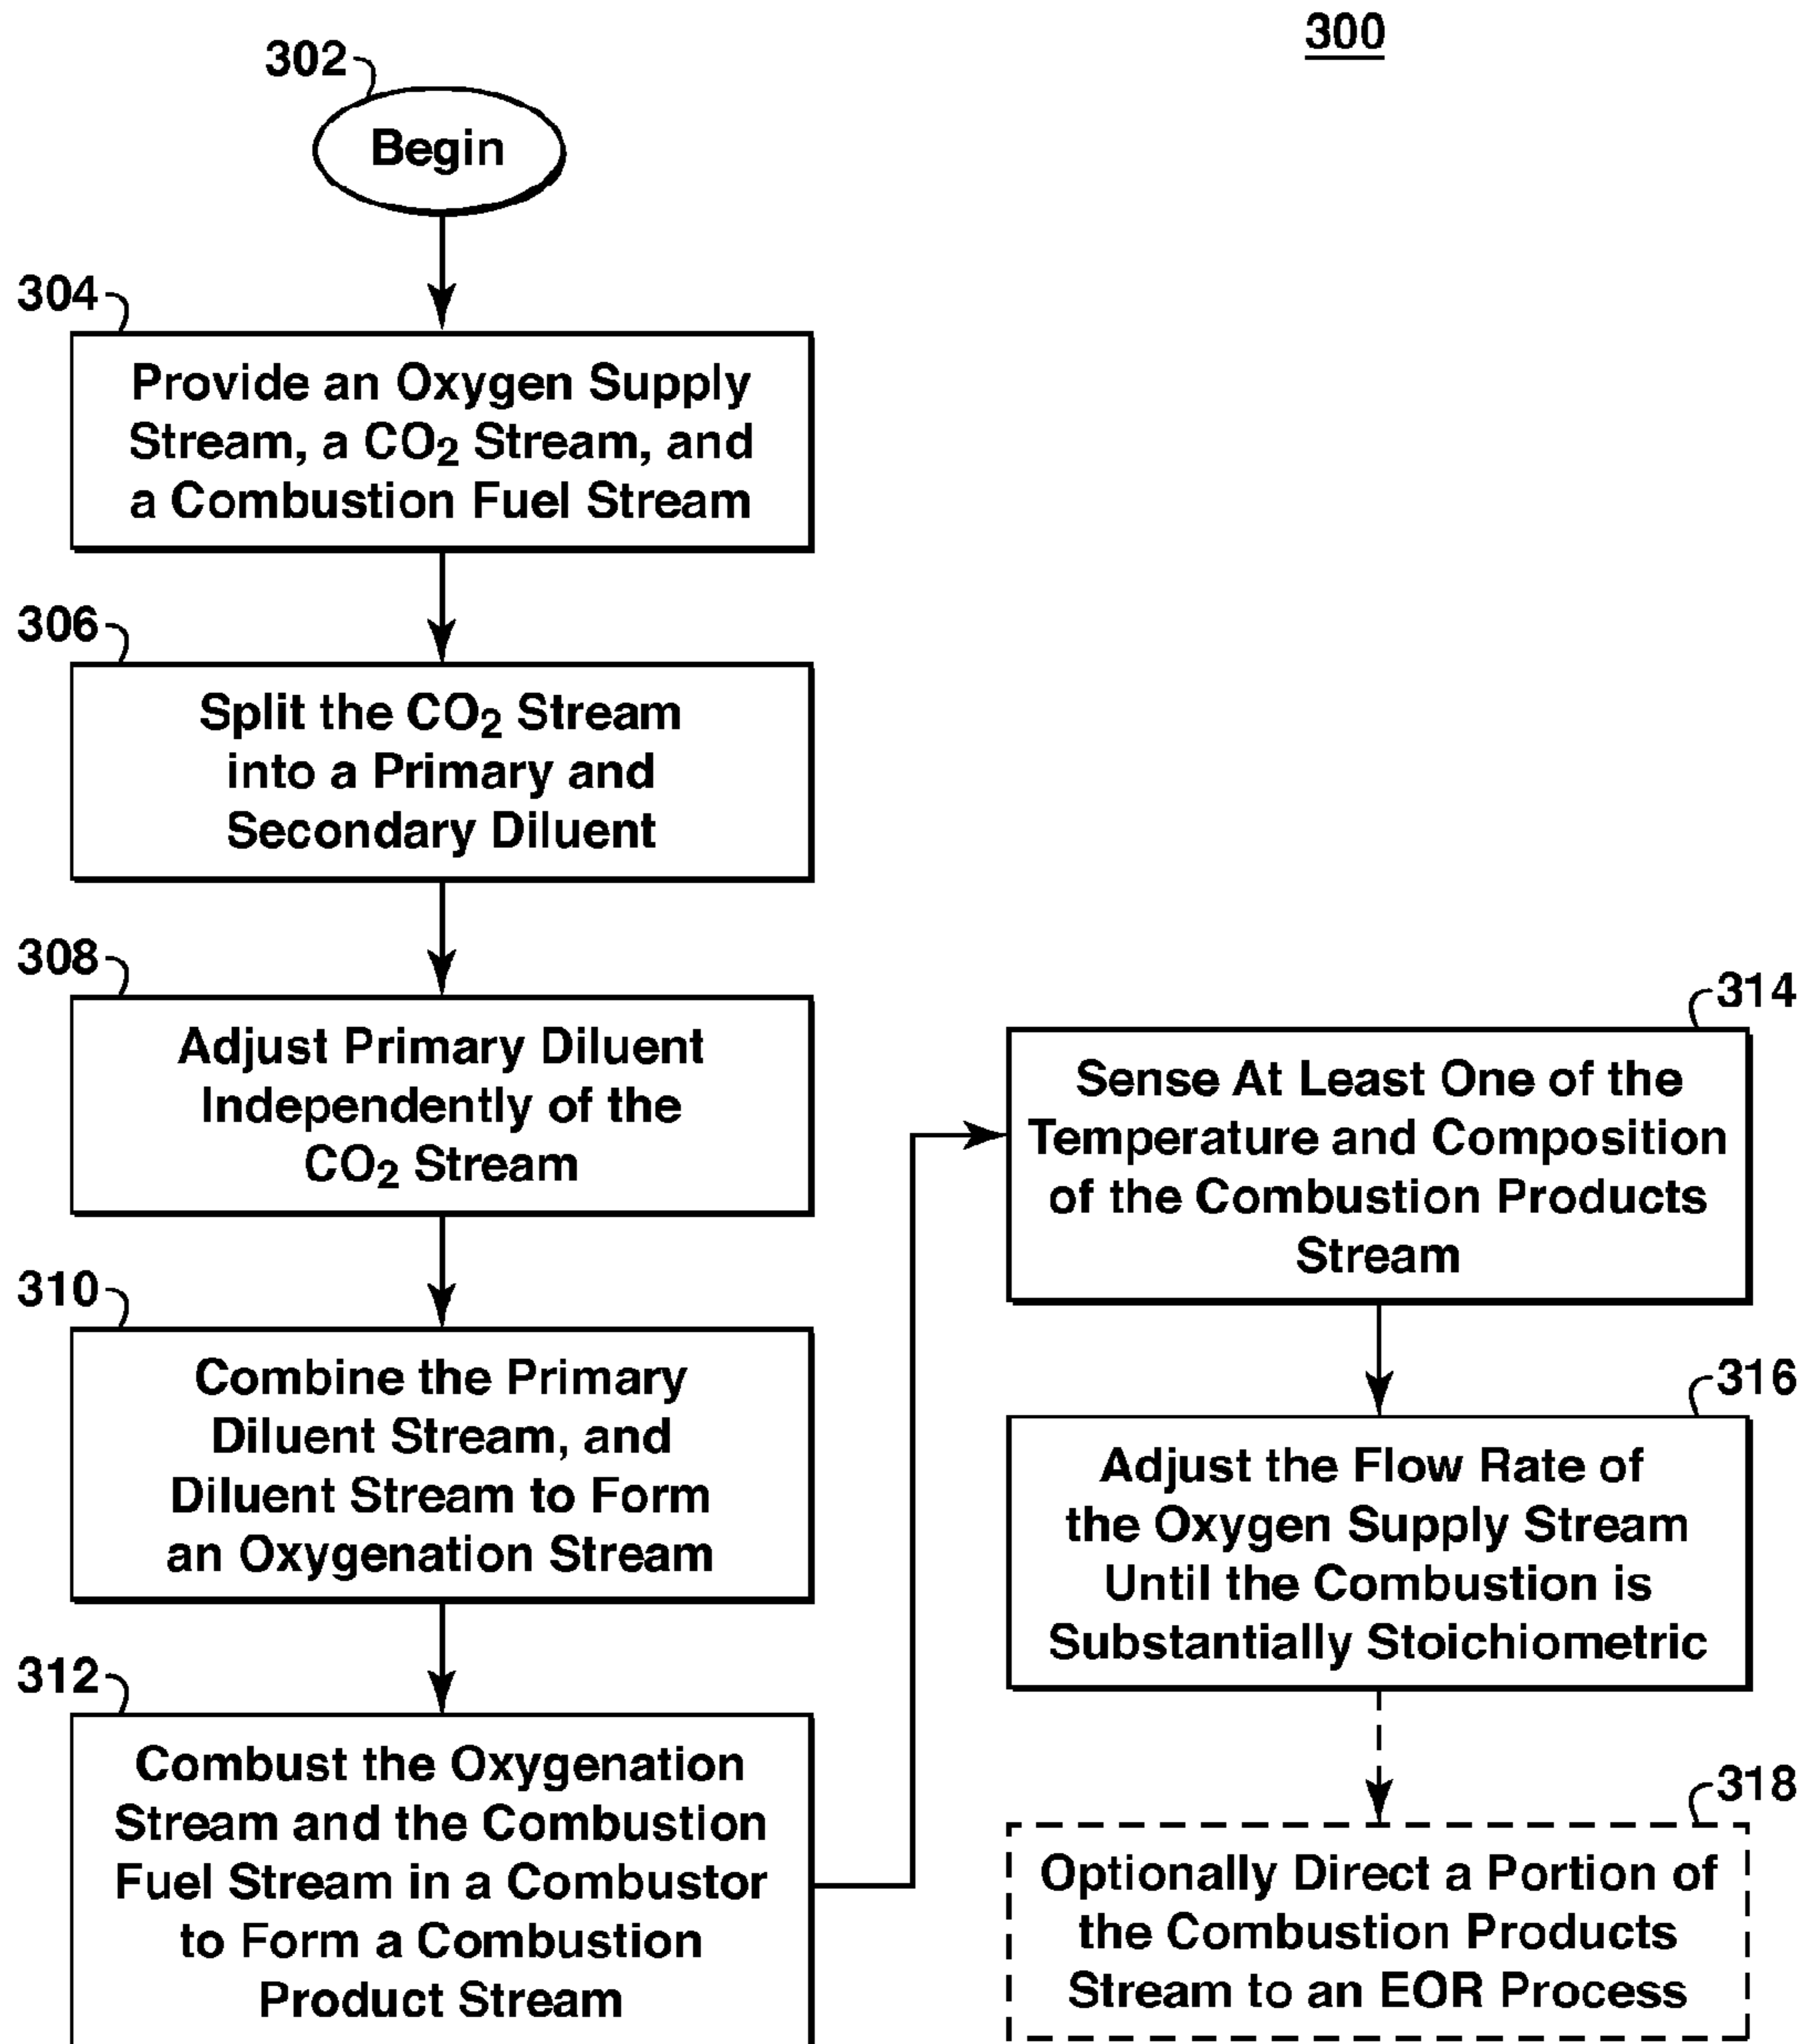 300
302
Begin
304
Provide an Oxygen Supply
Stream, a CO₂ Stream, and
a Combustion Fuel Stream
306
Split the CO₂ Stream
into a Primary and
Secondary Diluent
308
Adjust Primary Diluent
Independently of the
CO₂ Stream
310
Combine the Primary
Diluent Stream, and
Diluent Stream to Form
an Oxygenation Stream
312
Combust the Oxygenation
Stream and the Combustion
Fuel Stream in a Combustor
to Form a Combustion
Product Stream
314
Sense At Least One of the
Temperature and Composition
of the Combustion Products
Stream
316
Adjust the Flow Rate of
the Oxygen Supply Stream
Until the Combustion is
Substantially Stoichiometric
318
Optionally Direct a Portion of
the Combustion Products
Stream to an EOR Process